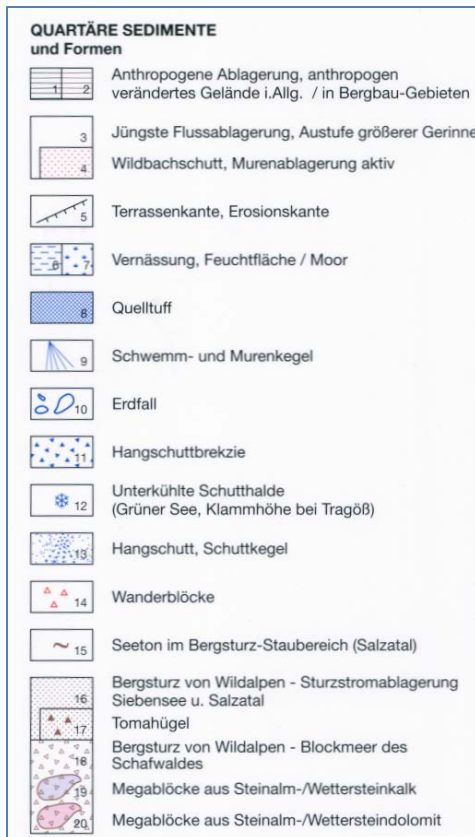 QUARTÄRE SEDIMENTE
und Formen
1 2 Anthropogene Ablagerung, anthropogen
verändertes Gelände i.Allg. / in Bergbau-Gebieten
3 Jüngste Flussablagerung, Austufe größerer Gerinne
4 Wildbachschutt, Murenablagerung aktiv
5 Terrassenkante, Erosionskante
6 7 Vernässung, Feuchtfläche / Moor
8 Quelltuff
9 Schwemm- und Murenkegel
10 Erdfall
11 Hangschuttbrekzie
12 Unterkühlte Schutthalde
(Grüner See, Klammhöhe bei Tragöß)
13 Hangschutt, Schuttkegel
14 Wanderblöcke
15 Seeton im Bergsturz-Staubereich (Salzatal)
16 Bergsturz von Wildalpen - Sturzstromablagerung
Siebensee u. Salzatal
17 Tomahügel
18 Bergsturz von Wildalpen - Blockmeer des
Schafwaldes
19 Megablöcke aus Steinalm-/Wettersteinkalk
20 Megablöcke aus Steinalm-/Wettersteindolomit